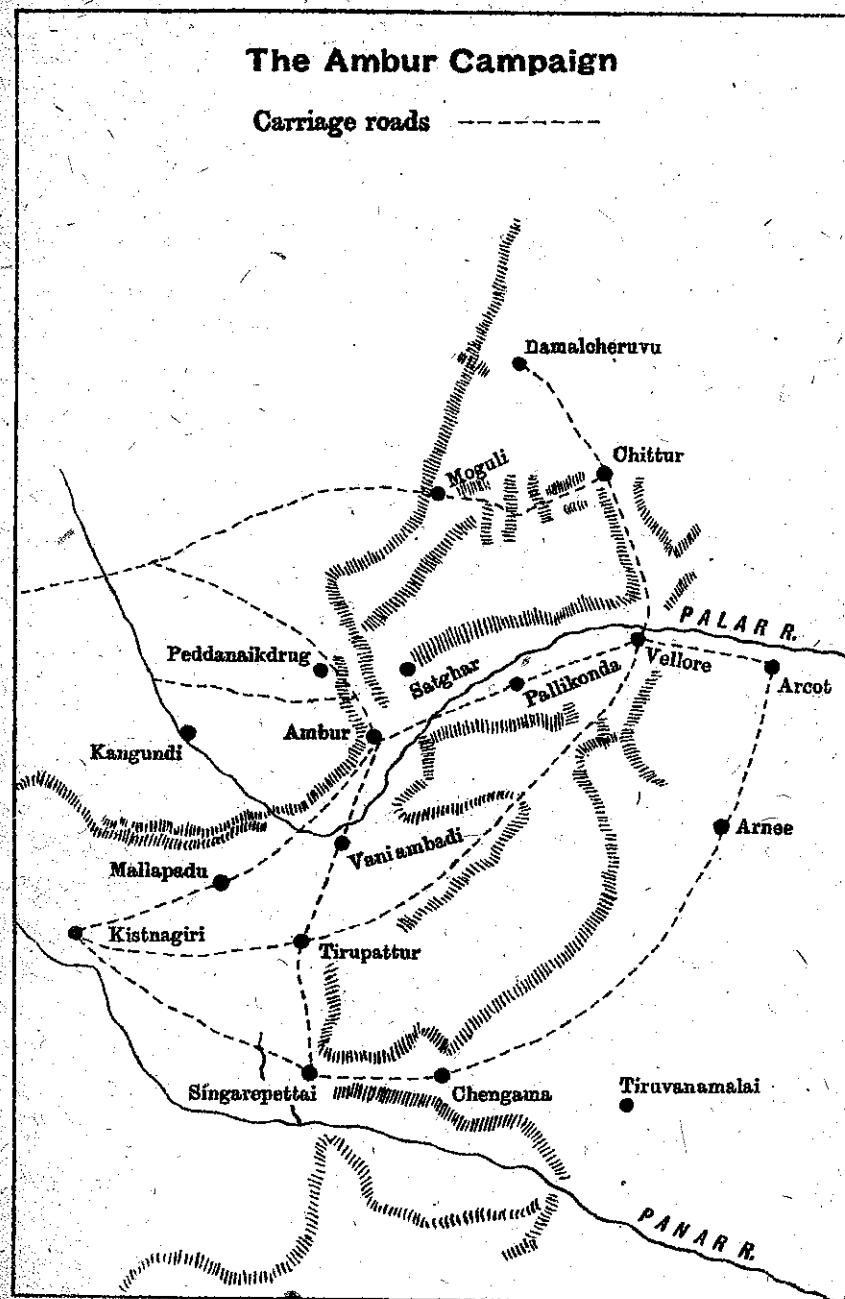 The Ambur Campaign
Carriage roads
Damalcheruvu
Chittur
Moguli
PALAR R.
Peddanaikdrug
Satghar
Vellore
Pallikonda
Arcot
Ambur
Kangundi
Arnee
Vaniambadi
Mallapadu
Kistnagiri
Tirupattur
Singarepettai
Chengama
Tiruvanamalai
PANAR R.